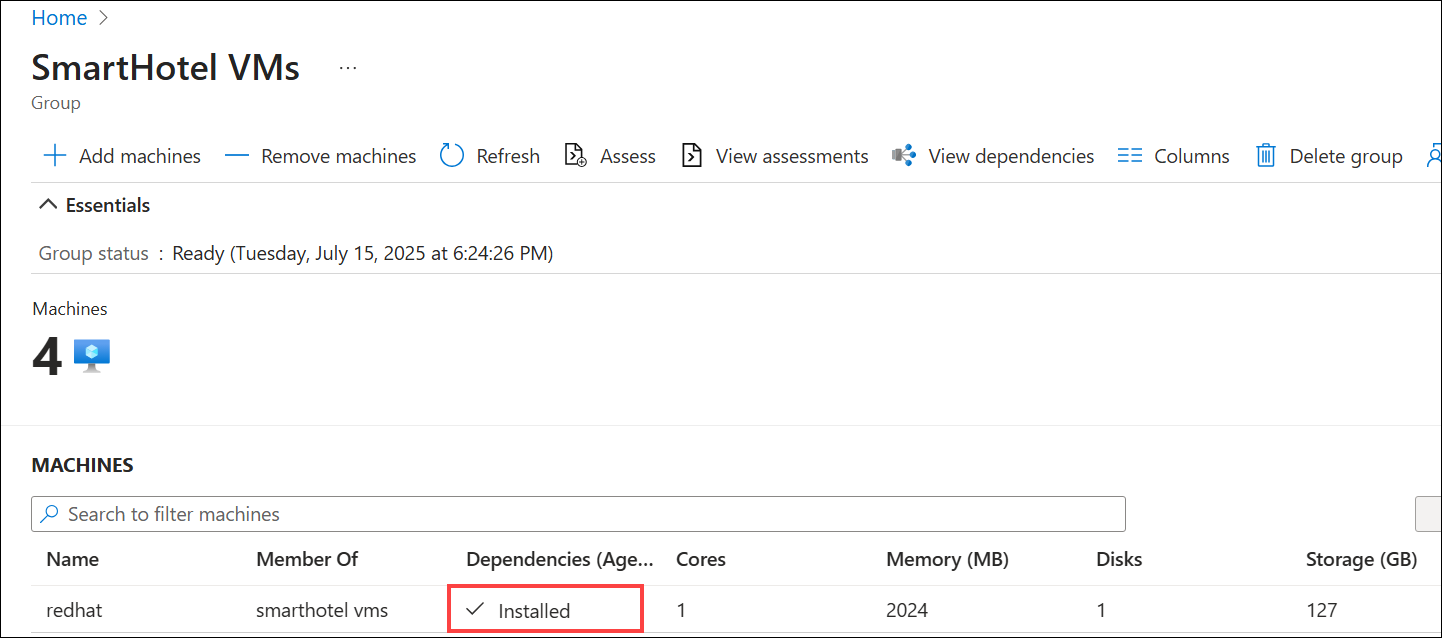 Home
SmartHotel VMs ...
Group
Add machines Remove machines Refresh Assess View assessments View dependencies Columns Delete group
Essentials
Group status : Ready (Tuesday, July 15, 2025 at 6:24:26 PM)
Machines
4
MACHINES
Search to filter machines
Name Member Of Dependencies (Age... Cores Memory (MB) Disks Storage (GB)
redhat smarthotel vms Installed 1 2024 1 127